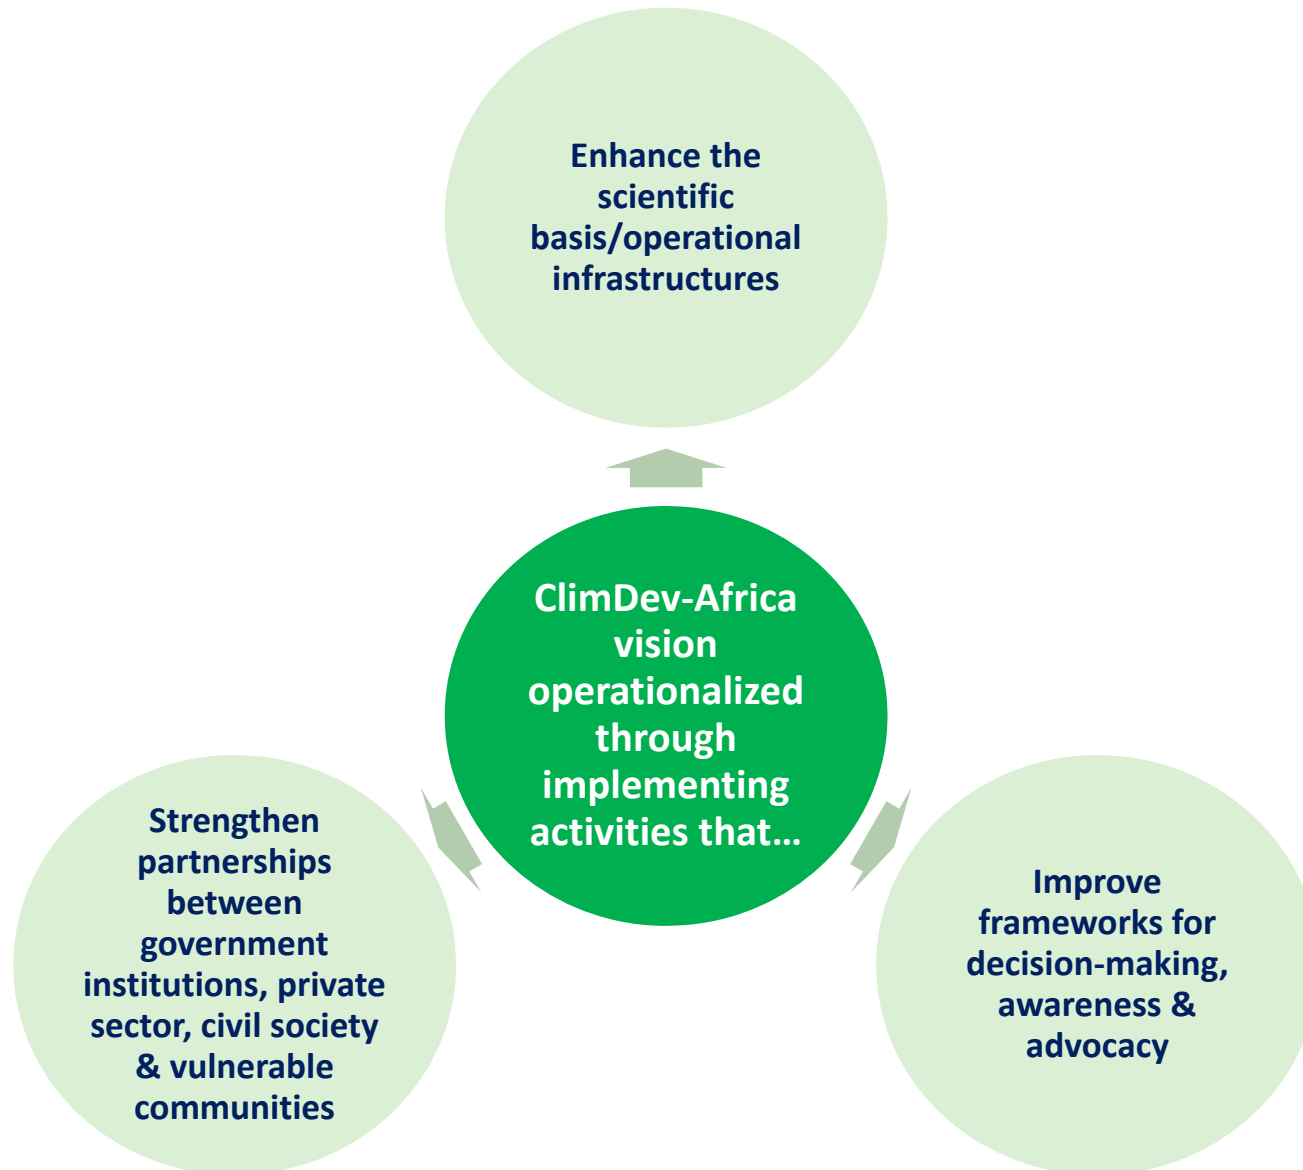 Enhance the
scientific
basis/operational
infrastructures
ClimDev-Africa
vision
operationalized
through
implementing
activities that…
Strengthen
partnerships
between
government
institutions, private
sector, civil society
& vulnerable
communities
Improve
frameworks for
decision-making,
awareness &
advocacy